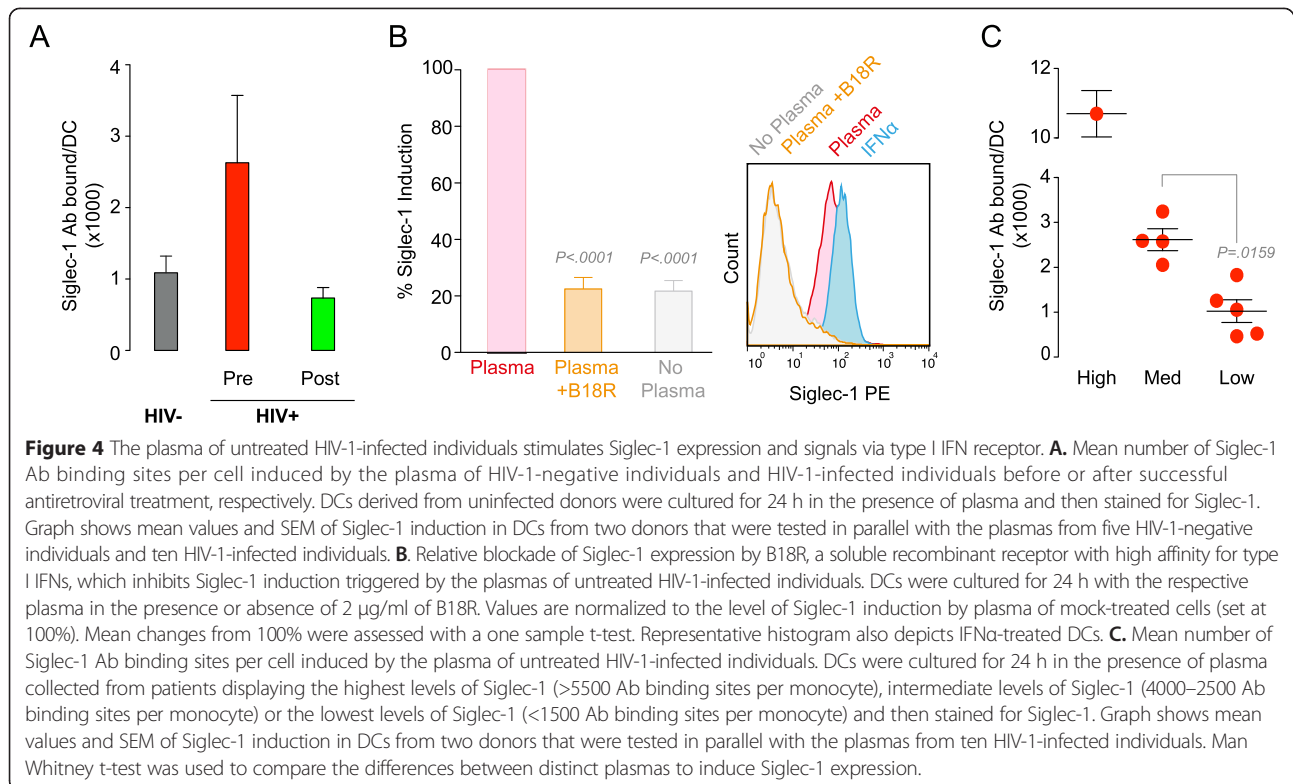 A
Siglec-1 Ab bound/DC
(x1000)
4
3
2
1
0
Pre
Post
HIV-
HIV+
B
% Siglec-1 Induction
100
80
60
40
20
0
Plasma
Plasma
+B18R
No
Plasma
P<.0001
P<.0001
No Plasma
Plasma +B18R
Plasma
IFNα
Count
10^0
10^1
10^2
10^3
10^4
Siglec-1 PE
C
Siglec-1 Ab bound/DC
(x1000)
12
10
4
3
2
1
0
P=.0159
High
Med
Low
Figure 4 The plasma of untreated HIV-1-infected individuals stimulates Siglec-1 expression and signals via type I IFN receptor. A. Mean number of Siglec-1
Ab binding sites per cell induced by the plasma of HIV-1-negative individuals and HIV-1-infected individuals before or after successful
antiretroviral treatment, respectively. DCs derived from uninfected donors were cultured for 24 h in the presence of plasma and then stained for Siglec-1.
Graph shows mean values and SEM of Siglec-1 induction in DCs from two donors that were tested in parallel with the plasmas from five HIV-1-negative
individuals and ten HIV-1-infected individuals. B. Relative blockade of Siglec-1 expression by B18R, a soluble recombinant receptor with high affinity for type
I IFNs, which inhibits Siglec-1 induction triggered by the plasmas of untreated HIV-1-infected individuals. DCs were cultured for 24 h with the respective
plasma in the presence or absence of 2 μg/ml of B18R. Values are normalized to the level of Siglec-1 induction by plasma of mock-treated cells (set at
100%). Mean changes from 100% were assessed with a one sample t-test. Representative histogram also depicts IFNα-treated DCs. C. Mean number of
Siglec-1 Ab binding sites per cell induced by the plasma of untreated HIV-1-infected individuals. DCs were cultured for 24 h in the presence of plasma
collected from patients displaying the highest levels of Siglec-1 (>5500 Ab binding sites per monocyte), intermediate levels of Siglec-1 (4000–2500 Ab
binding sites per monocyte) or the lowest levels of Siglec-1 (<1500 Ab binding sites per monocyte) and then stained for Siglec-1. Graph shows mean
values and SEM of Siglec-1 induction in DCs from two donors that were tested in parallel with the plasmas from ten HIV-1-infected individuals. Man
Whitney t-test was used to compare the differences between distinct plasmas to induce Siglec-1 expression.